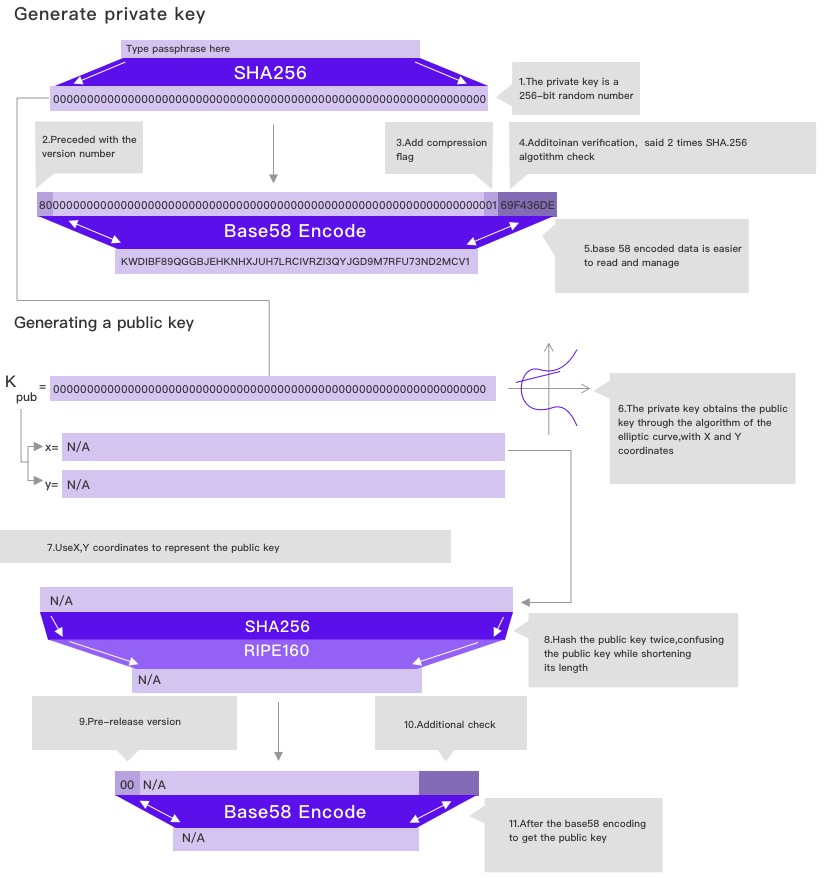 Generate private key
Type passphrase here
SHA256
0000000000000000000000000000000000000000000000000000000000000000
1.The private key is a
256-bit random number
2.Preceded with the
version number
3.Add compression
flag
4.Additoinan verification, said 2 times SHA.256
algotithm check
80000000000000000000000000000000000000000000000000000000000000000001 69F436DE
Base58 Encode
KWDIBF89QGGBJEHKNHXJUH7LRCIVRZI3QYJGD9M7RFU73ND2MCV1
5.base 58 encoded data is easier
to read and manage
Generating a public key
K pub = 0000000000000000000000000000000000000000000000000000000000000000
6.The private key obtains the public
key through the algorithm of the
elliptic curve,with X and Y
coordinates
x= N/A
y= N/A
7.UseX,Y coordinates to represent the public key
N/A
SHA256
RIPE160
N/A
8.Hash the public key twice,confusing
the public key while shortening
its length
9.Pre-release version
10.Additional check
00 N/A
Base58 Encode
N/A
11.After the base58 encoding
to get the public key